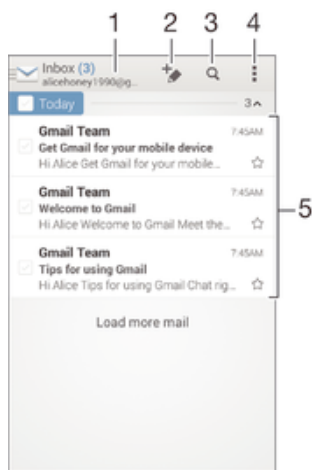 1 2 3 4
Inbox (3)
alicehoney1990@g...
Today 3
Gmail Team 7:45AM
Get Gmail for your mobile device
Hi Alice Get Gmail for your mobile...
Gmail Team 7:45AM
Welcome to Gmail
Hi Alice Welcome to Gmail Meet the...
5
Gmail Team 7:45AM
Tips for using Gmail
Hi Alice Tips for using Gmail Chat rig...
Load more mail